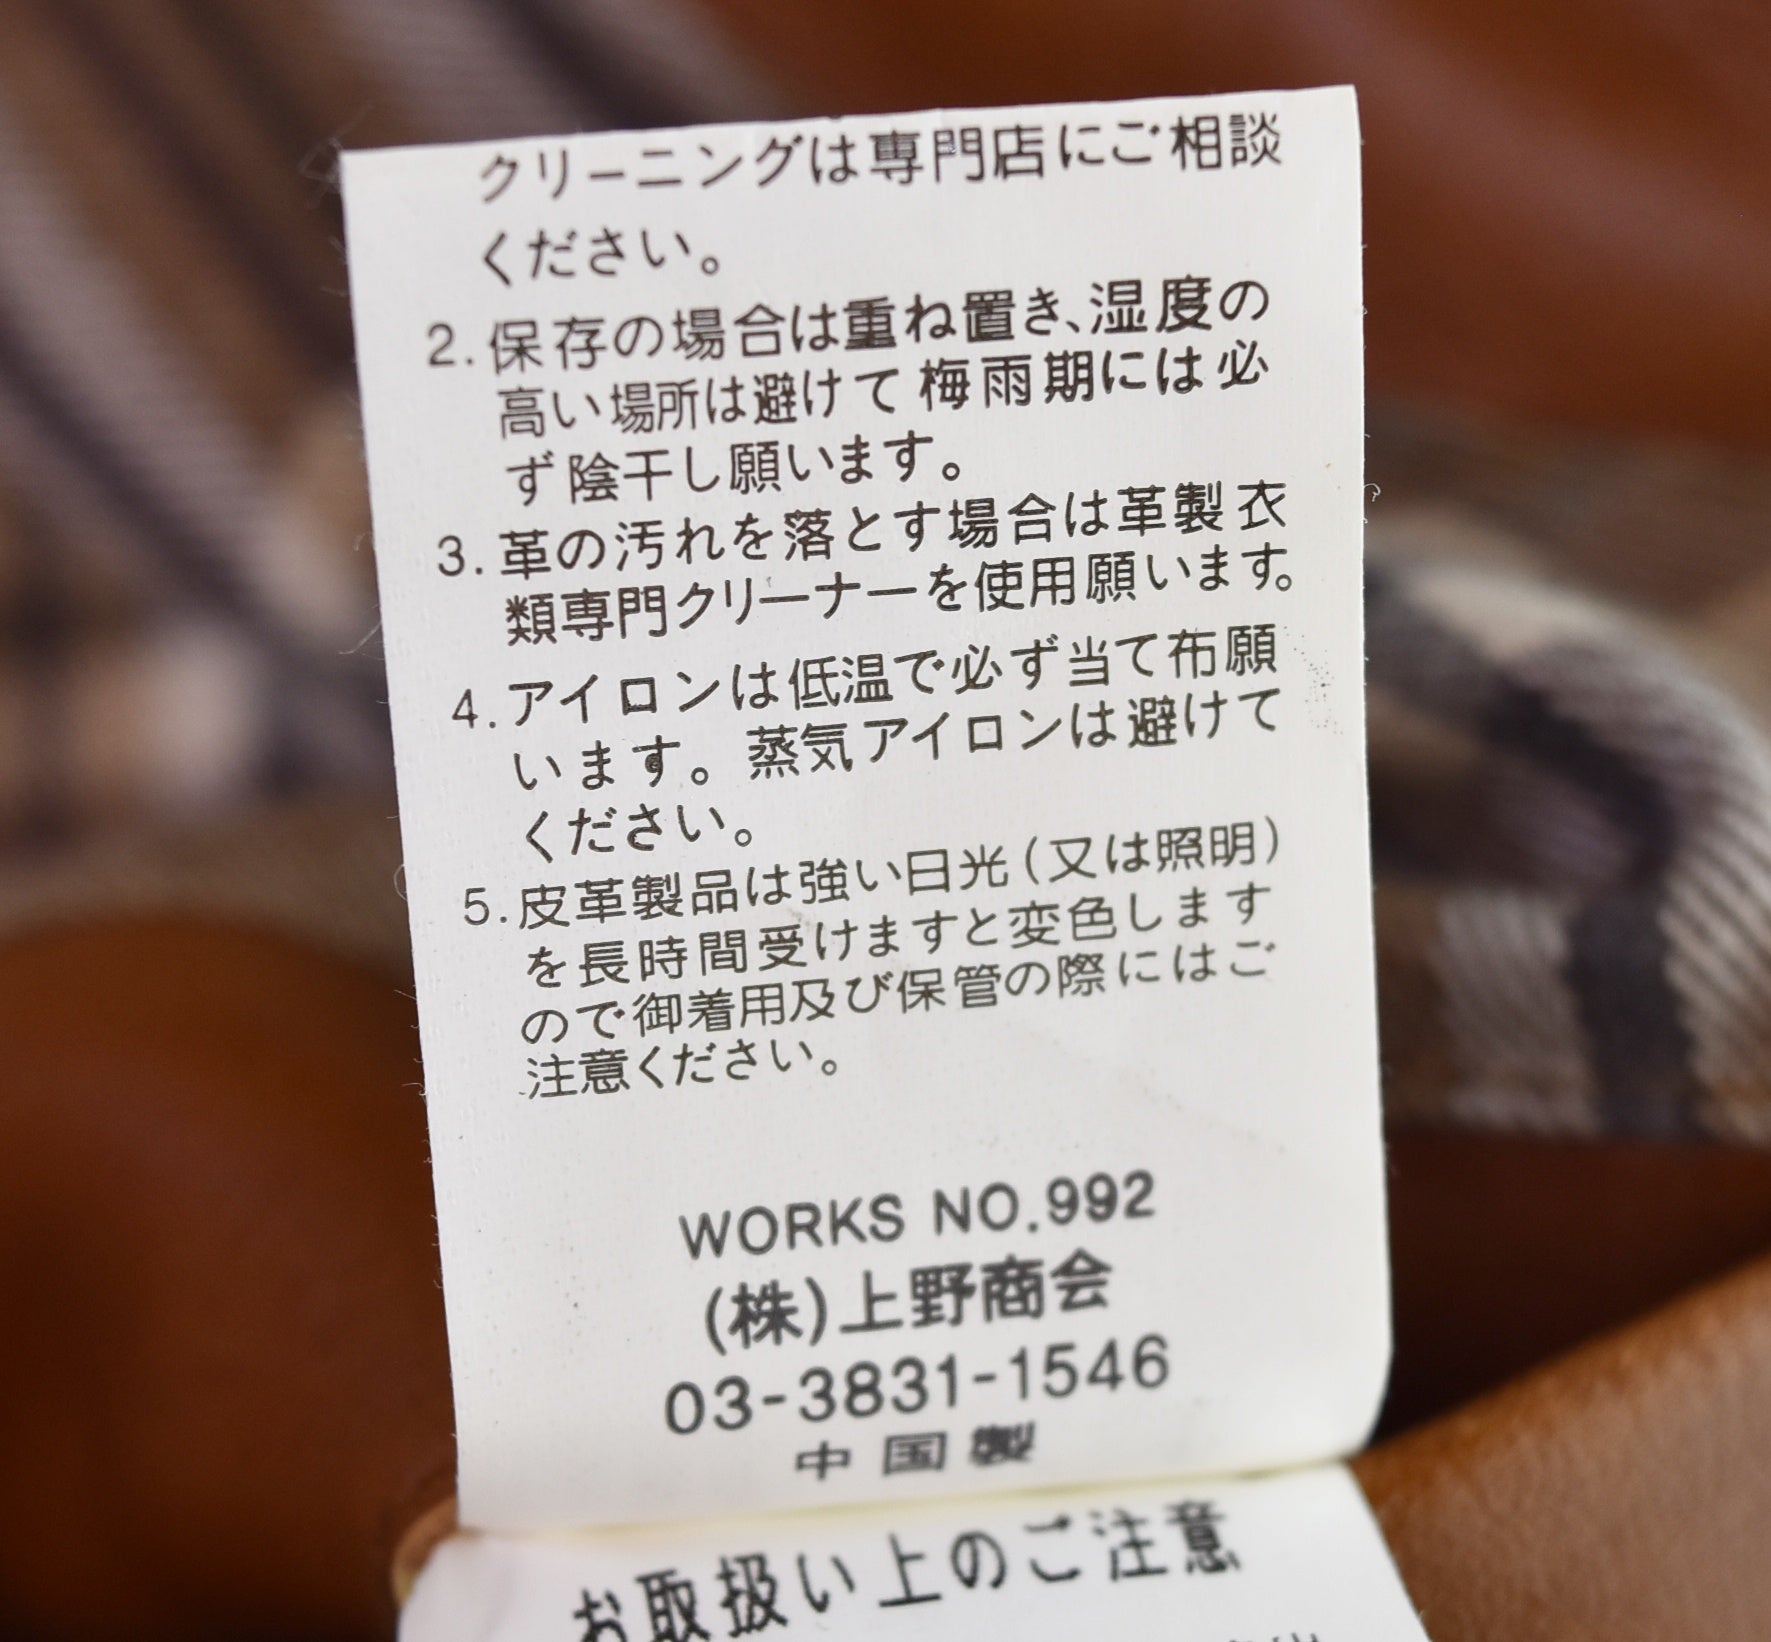 クリーニングは専門店にご相談
ください。
2.保存の場合は重ね置き、湿度の
高い場所は避けて梅雨期には必
ず陰干し願います。
3.革の汚れを落とす場合は革製衣
類専門クリーナーを使用願います。
4.アイロンは低温で必ず当て布願
います。蒸気アイロンは避けて
ください。
5.皮革製品は強い日光(又は照明)
を長時間受けますと変色します
ので御着用及び保管の際にはご
注意ください。
WORKS NO.992
(株)上野商会
03-3831-1546
中国製
お取扱い上のご注意